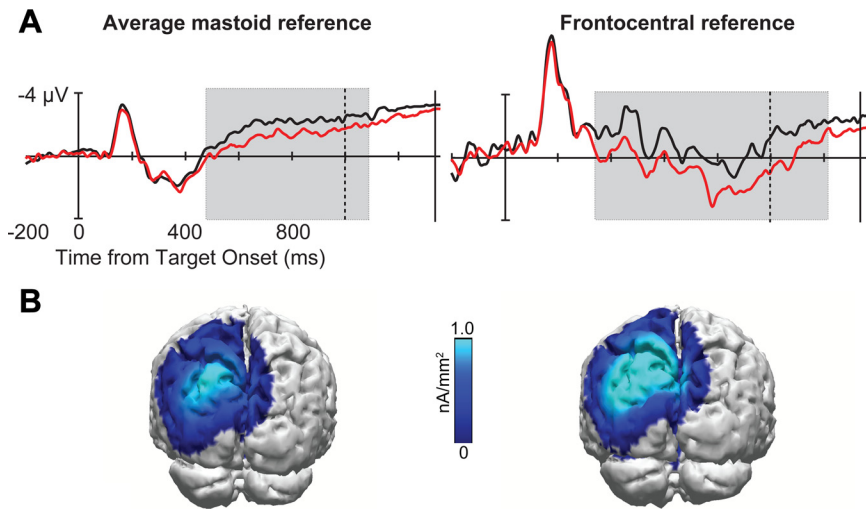 A
Average mastoid reference
Frontocentral reference
-4 µV
-200 0 400 800
Time from Target Onset (ms)
B
1.0
nA/mm²
0